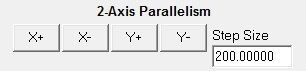 2-Axis Parallelism
X+ X- Y+ Y- Step Size
200.00000